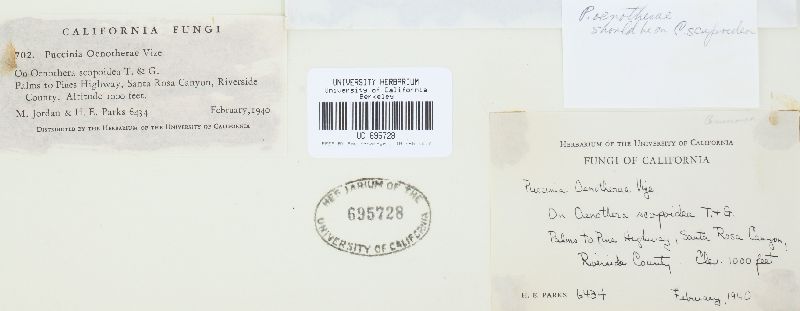 CALIFORNIA FUNGI
702. Puccinia Oenotherae Vize
On Oenothera scopoidea T. & G.
Palms to Pines Highway, Santa Rosa Canyon, Riverside
County. Altitude 1000 feet.
M. Jordan & H. E. Parks 6434 February, 1940
DISTRIBUTED BY THE HERBARIUM OF THE UNIVERSITY OF CALIFORNIA
UNIVERSITY HERBARIUM
University of California
Berkeley
UC 695728
HERBARIUM OF THE
695728
UNIVERSITY OF CALIFORNIA
P. oenotherae
should be on P. scapoidea
HERBARIUM OF THE UNIVERSITY OF CALIFORNIA
FUNGI OF CALIFORNIA
Puccinia Oenotherae Vize
On Oenothera scopoidea T. & G.
Palms to Pine Highway, Santa Rosa Canyon,
Riverside County. Elev. 1000 feet
H. E. PARKS 6434 February, 1940